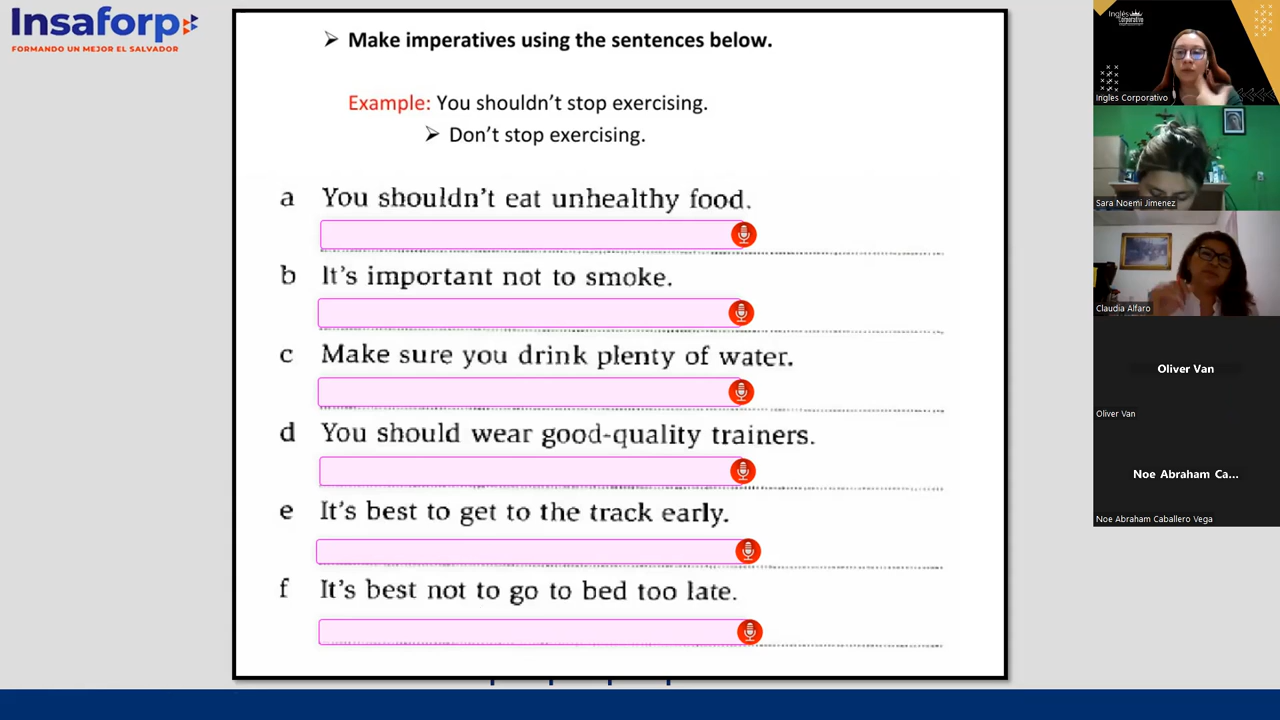 Insaforp
FORMANDO UN MEJOR EL SALVADOR
➢ Make imperatives using the sentences below.
Example: You shouldn't stop exercising.
➢ Don't stop exercising.
a You shouldn't eat unhealthy food.
b It's important not to smoke.
c Make sure you drink plenty of water.
d You should wear good-quality trainers.
e It's best to get to the track early.
f It's best not to go to bed too late.
Inglés
Corporativo
Ingles Corporativo
Sara Noemi Jimenez
Claudia Alfaro
Oliver Van
Oliver Van
Noe Abraham Ca...
Noe Abraham Caballero Vega